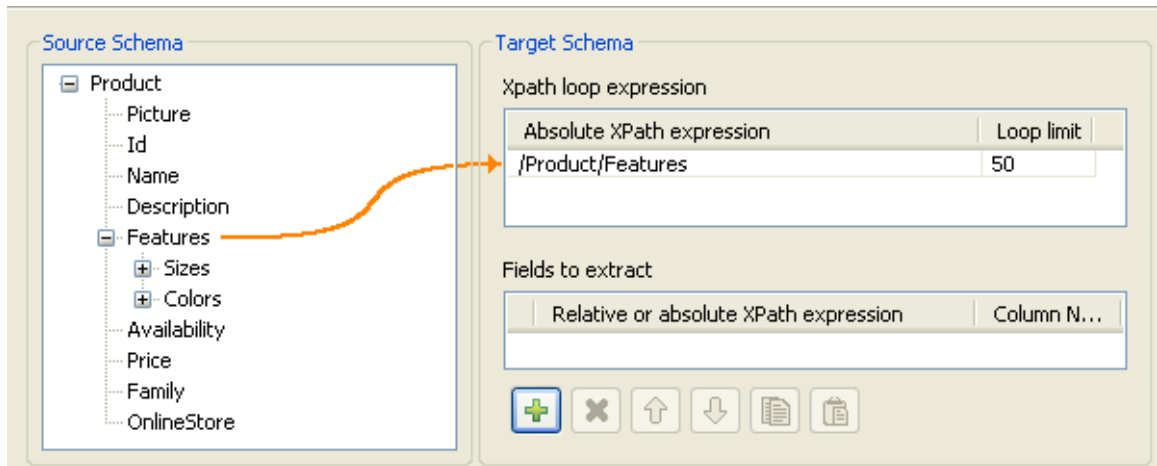 Source Schema
Product
Picture
Id
Name
Description
Features
Sizes
Colors
Availability
Price
Family
OnlineStore
Target Schema
Xpath loop expression
Absolute XPath expression Loop limit
/Product/Features 50
Fields to extract
Relative or absolute XPath expression Column N...